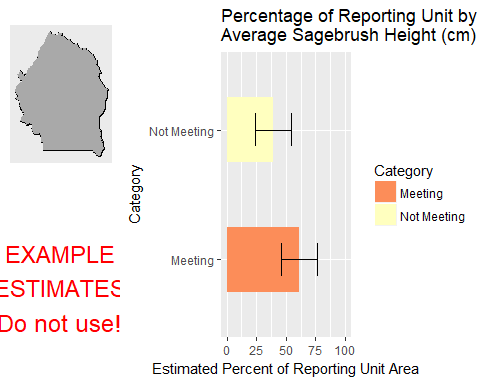 Percentage of Reporting Unit by
Average Sagebrush Height (cm)
Not Meeting
Category
Meeting
0 25 50 75 100
Estimated Percent of Reporting Unit Area
Category
Meeting
Not Meeting
EXAMPLE
ESTIMATES
Do not use!